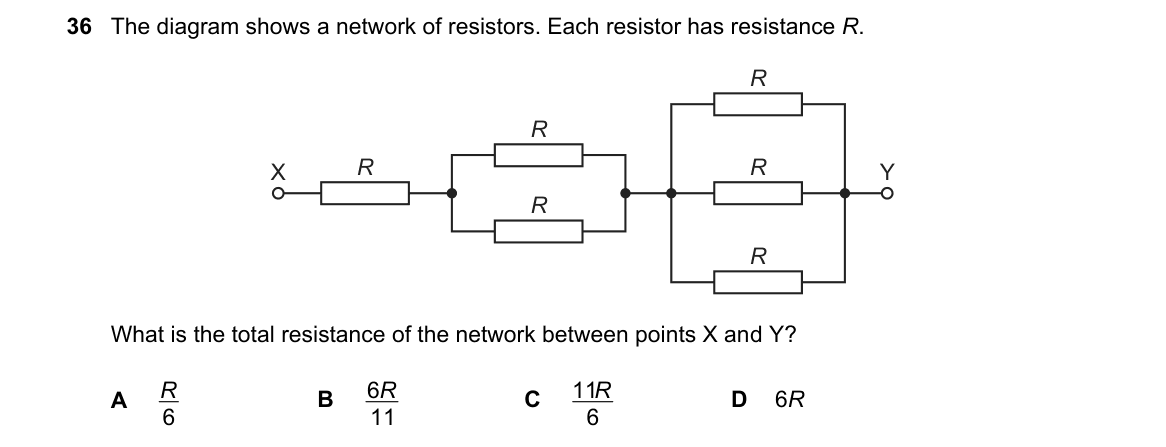 36 The diagram shows a network of resistors. Each resistor has resistance R.
R
R
X R R Y
R
R
What is the total resistance of the network between points X and Y?
A R/6 B 6R/11 C 11R/6 D 6R